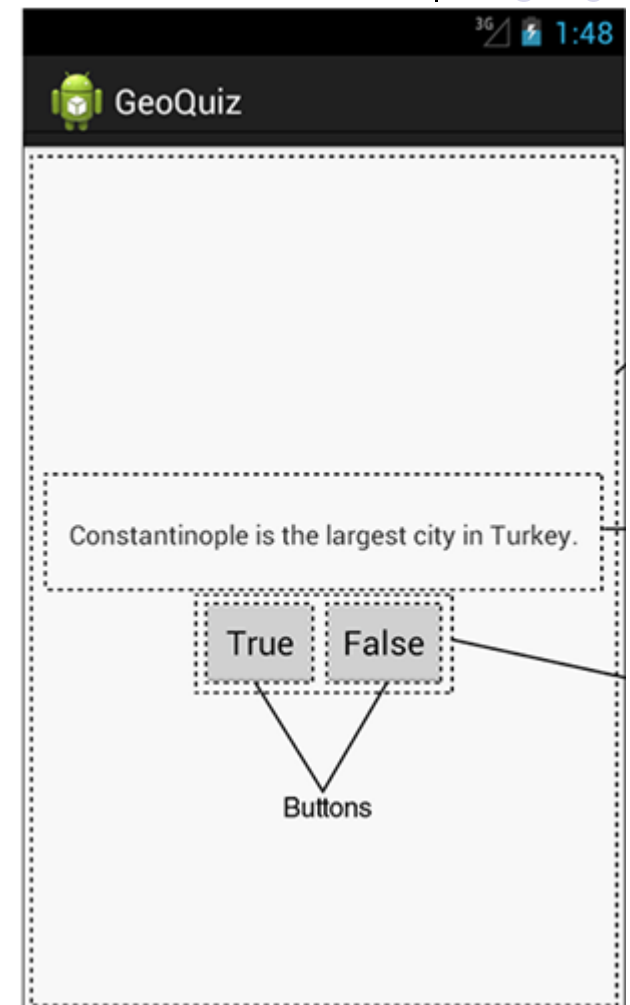 3G 1:48
GeoQuiz
Constantinople is the largest city in Turkey.
True False
Buttons